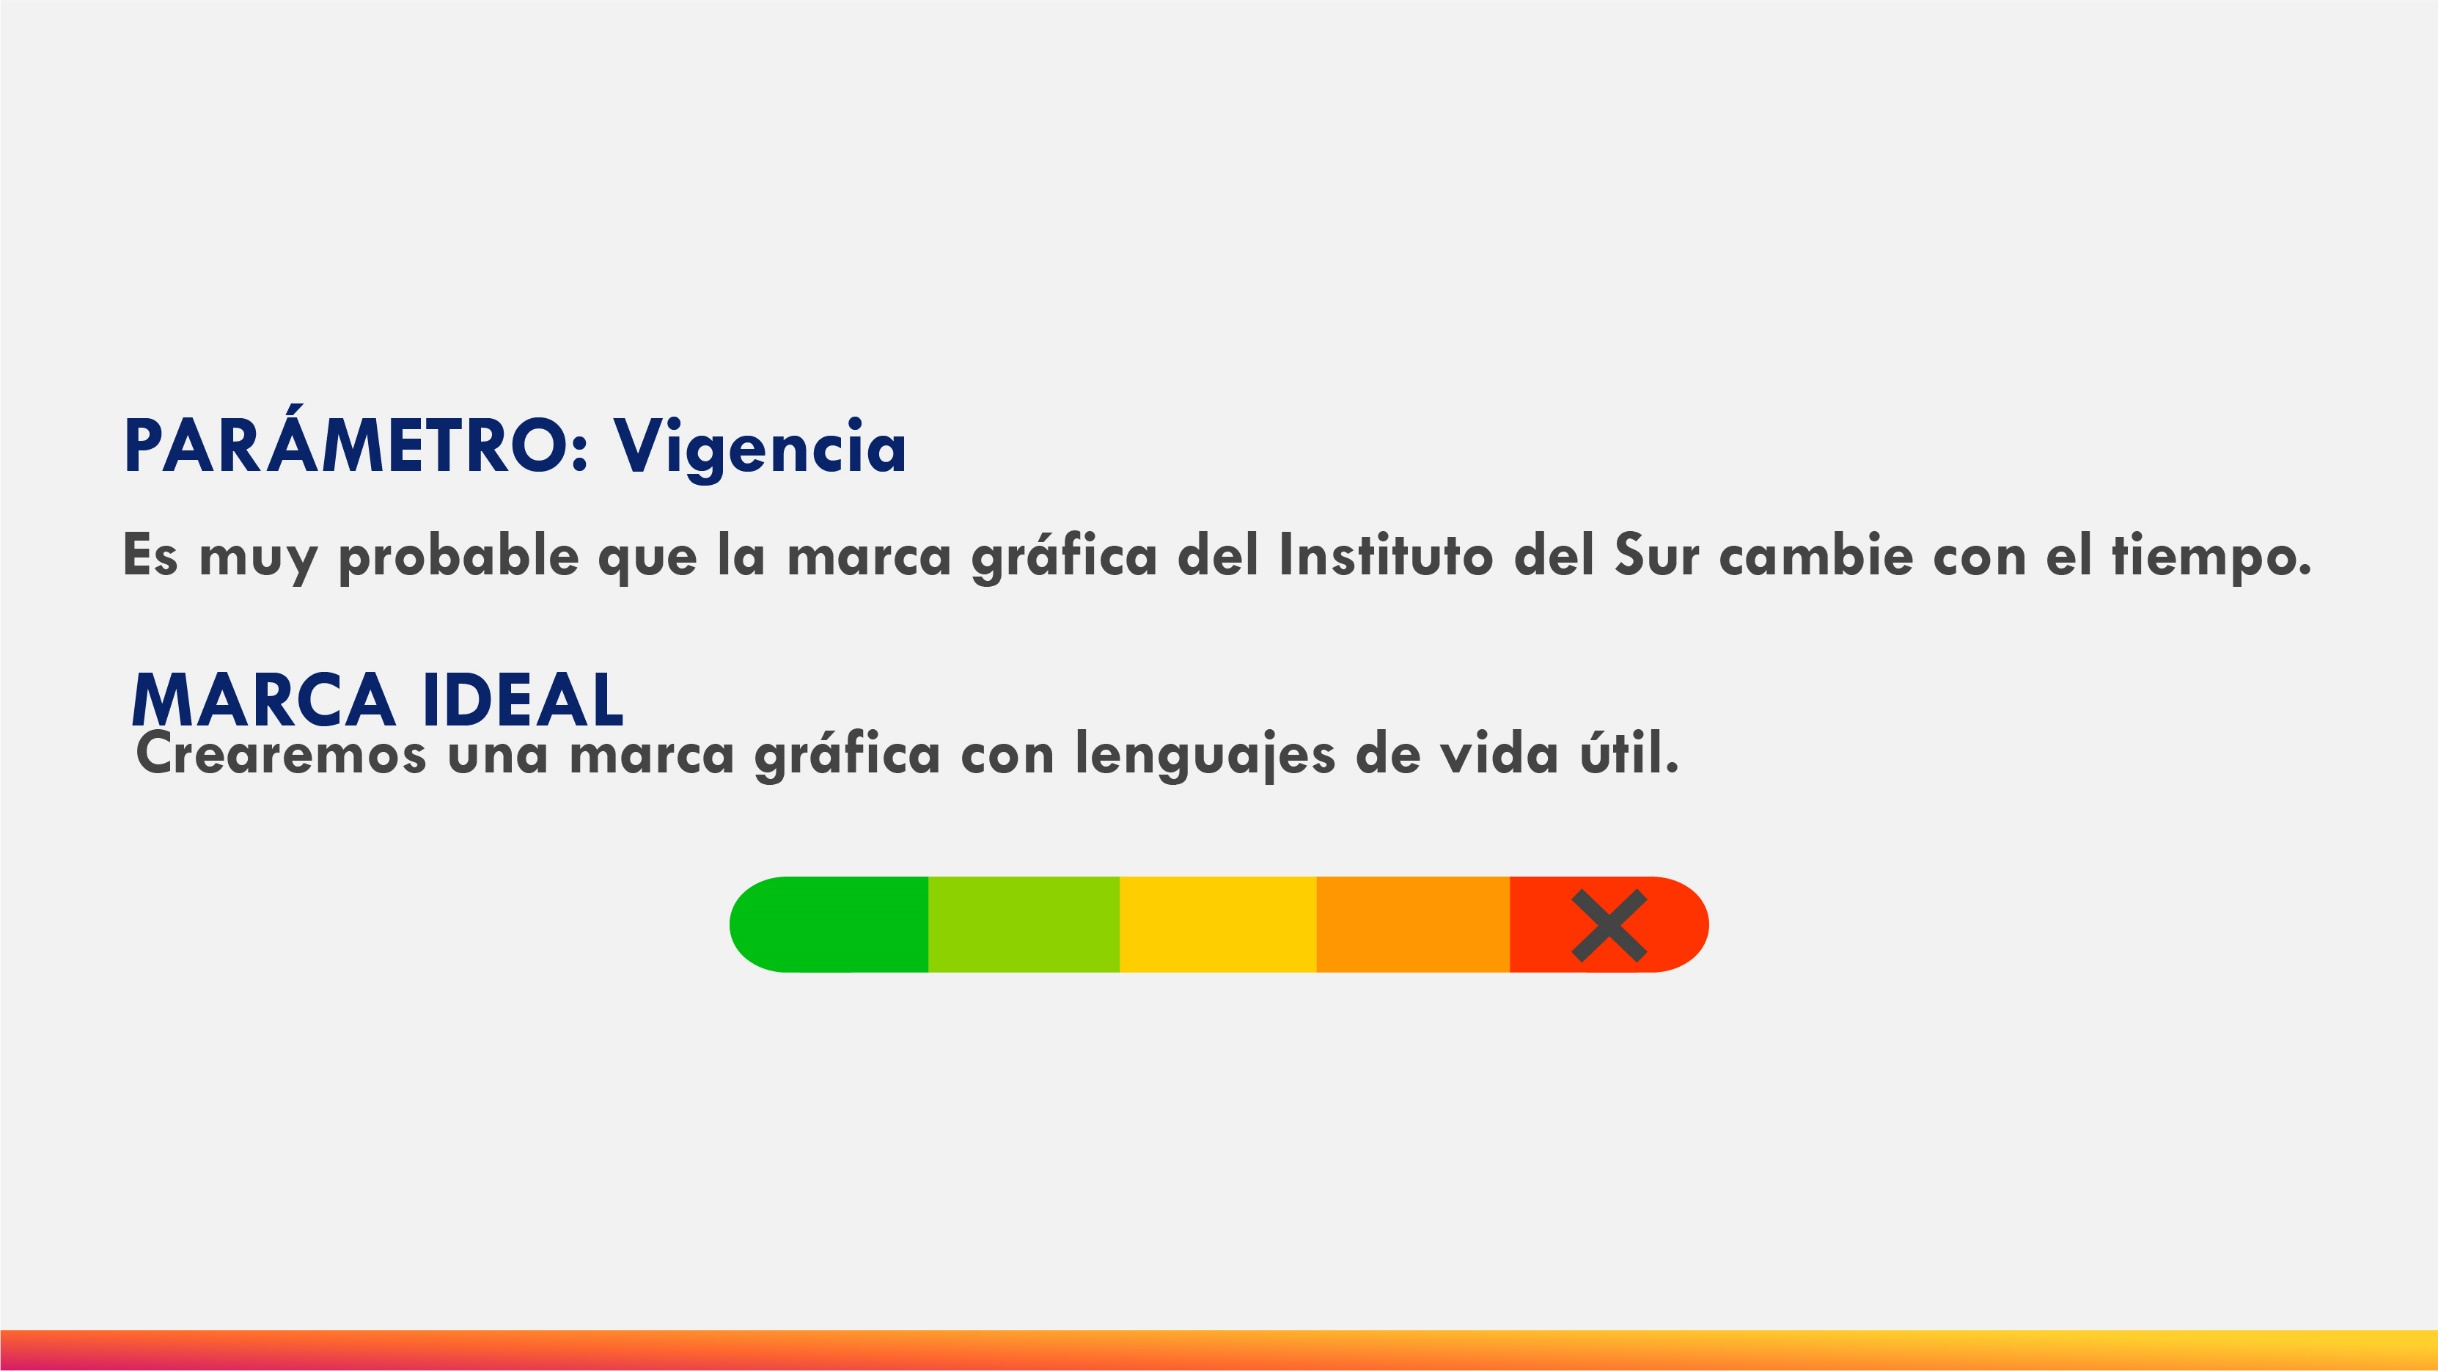 PARÁMETRO: Vigencia
Es muy probable que la marca gráfica del Instituto del Sur cambie con el tiempo.
MARCA IDEAL
Crearemos una marca gráfica con lenguajes de vida útil.